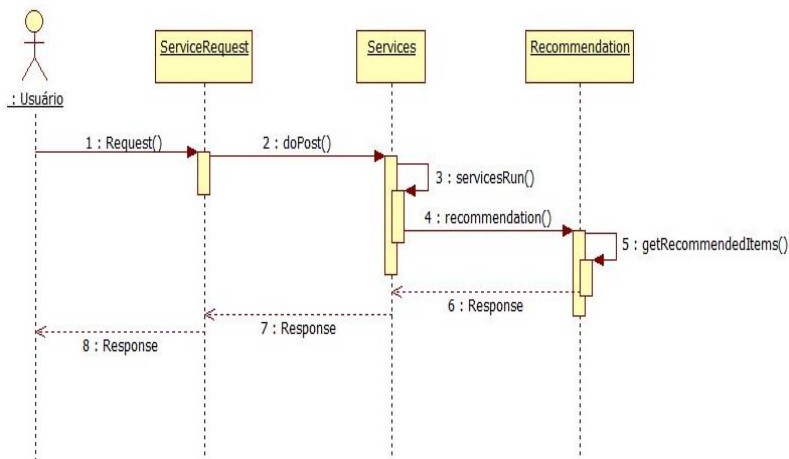 ServiceRequest
Services
Recommendation
: Usuário
1 : Request()
2 : doPost()
3 : servicesRun()
4 : recommendation()
5 : getRecommendedItems()
6 : Response
7 : Response
8 : Response